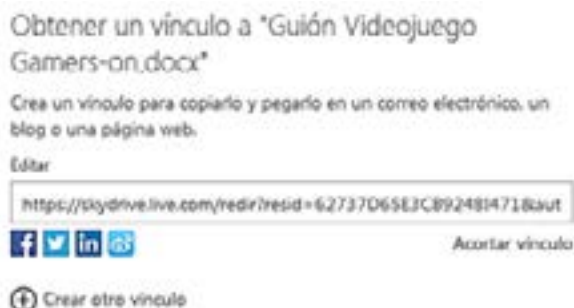 Obtener un vínculo a "Guión Videojuego
Gamers-on.docx"
Crea un vínculo para copiarlo y pegarlo en un correo electrónico, un
blog o una página web.
Editar
https://skydrive.live.com/redir?resid=62737D65E3CB9248!471&aut
Acortar vínculo
Crear otro vínculo